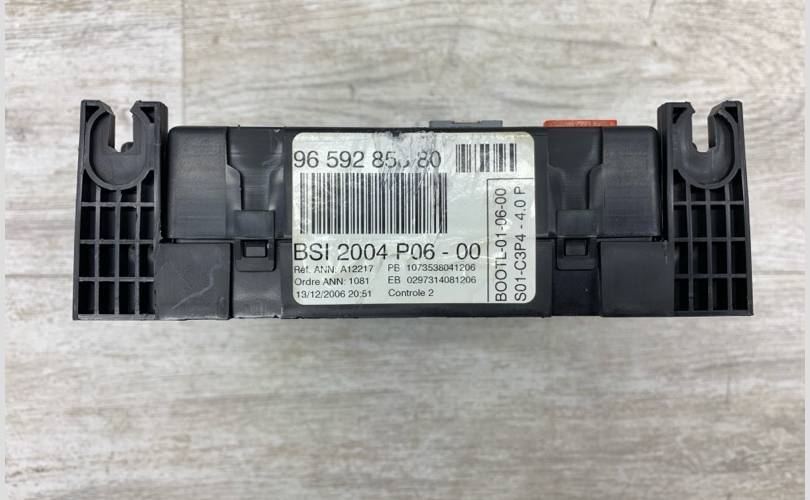 96 592 85 80
BSI 2004 P06 - 00
Réf. ANN: A12217 PB 1073538041206
Ordre ANN: 1081 EB 0297314081206
13/12/2006 20:51 Controle 2
BOOTL-01-06-00
S01-C3P4 - 4.0 P